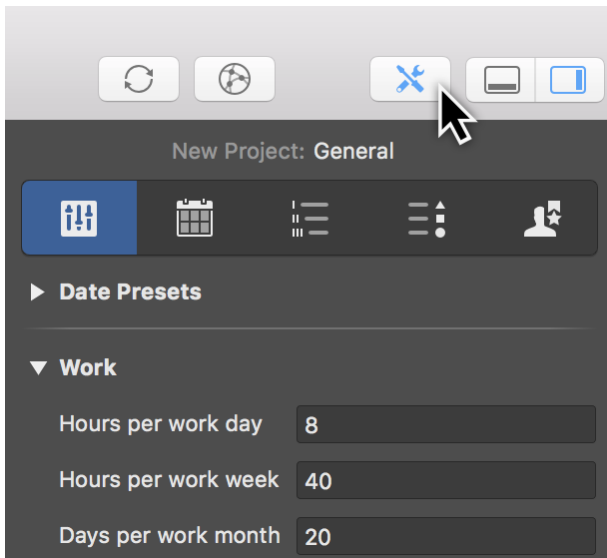 New Project: General
Date Presets
Work
Hours per work day 8
Hours per work week 40
Days per work month 20